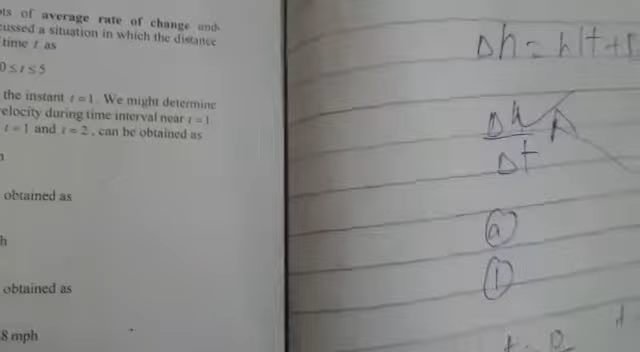 ts of average rate of change and
cussed a situation in which the distance
time t as
0 ≤ t ≤ 5
the instant t = 1. We might determine
elocity during time interval near t = 1
t = 1 and t = 2, can be obtained as
obtained as
h
obtained as
8 mph
Δh = h(t +
Δh
Δt
(a)
(1)